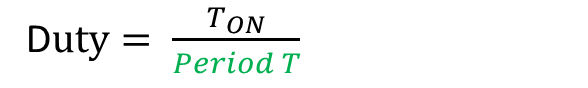 Duty = T_ON / Period T